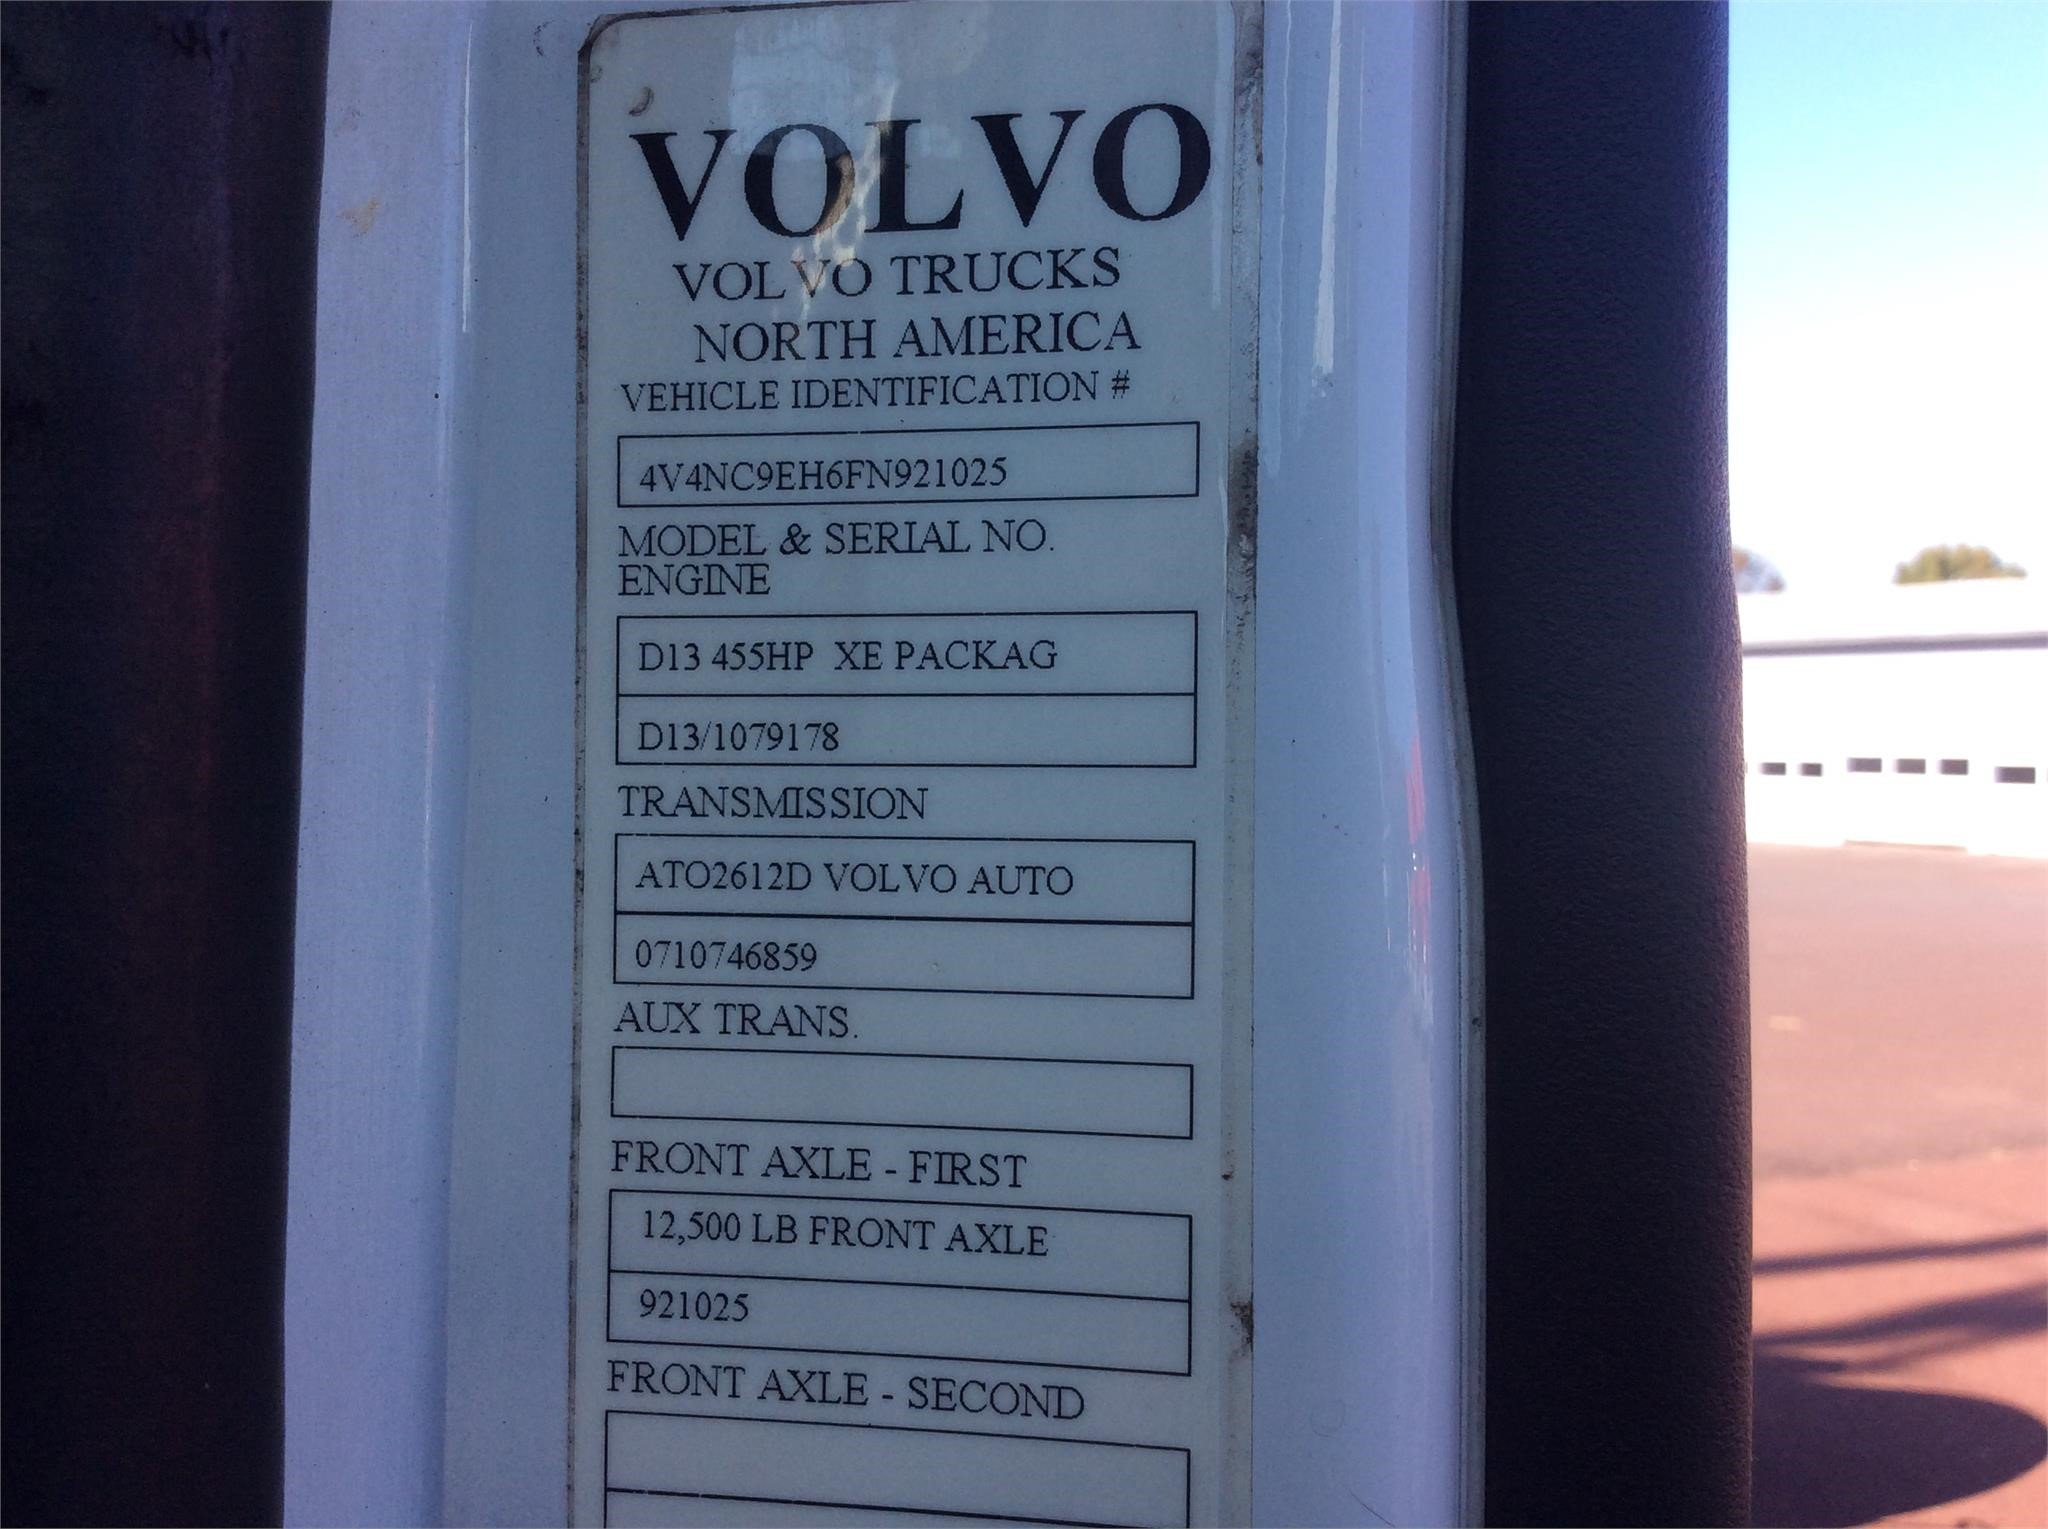 VOLVO
VOLVO TRUCKS
NORTH AMERICA
VEHICLE IDENTIFICATION #
4V4NC9EH6FN921025
MODEL & SERIAL NO.
ENGINE
D13 455HP XE PACKAG
D13/1079178
TRANSMISSION
ATO2612D VOLVO AUTO
0710746859
AUX TRANS.
FRONT AXLE - FIRST
12,500 LB FRONT AXLE
921025
FRONT AXLE - SECOND